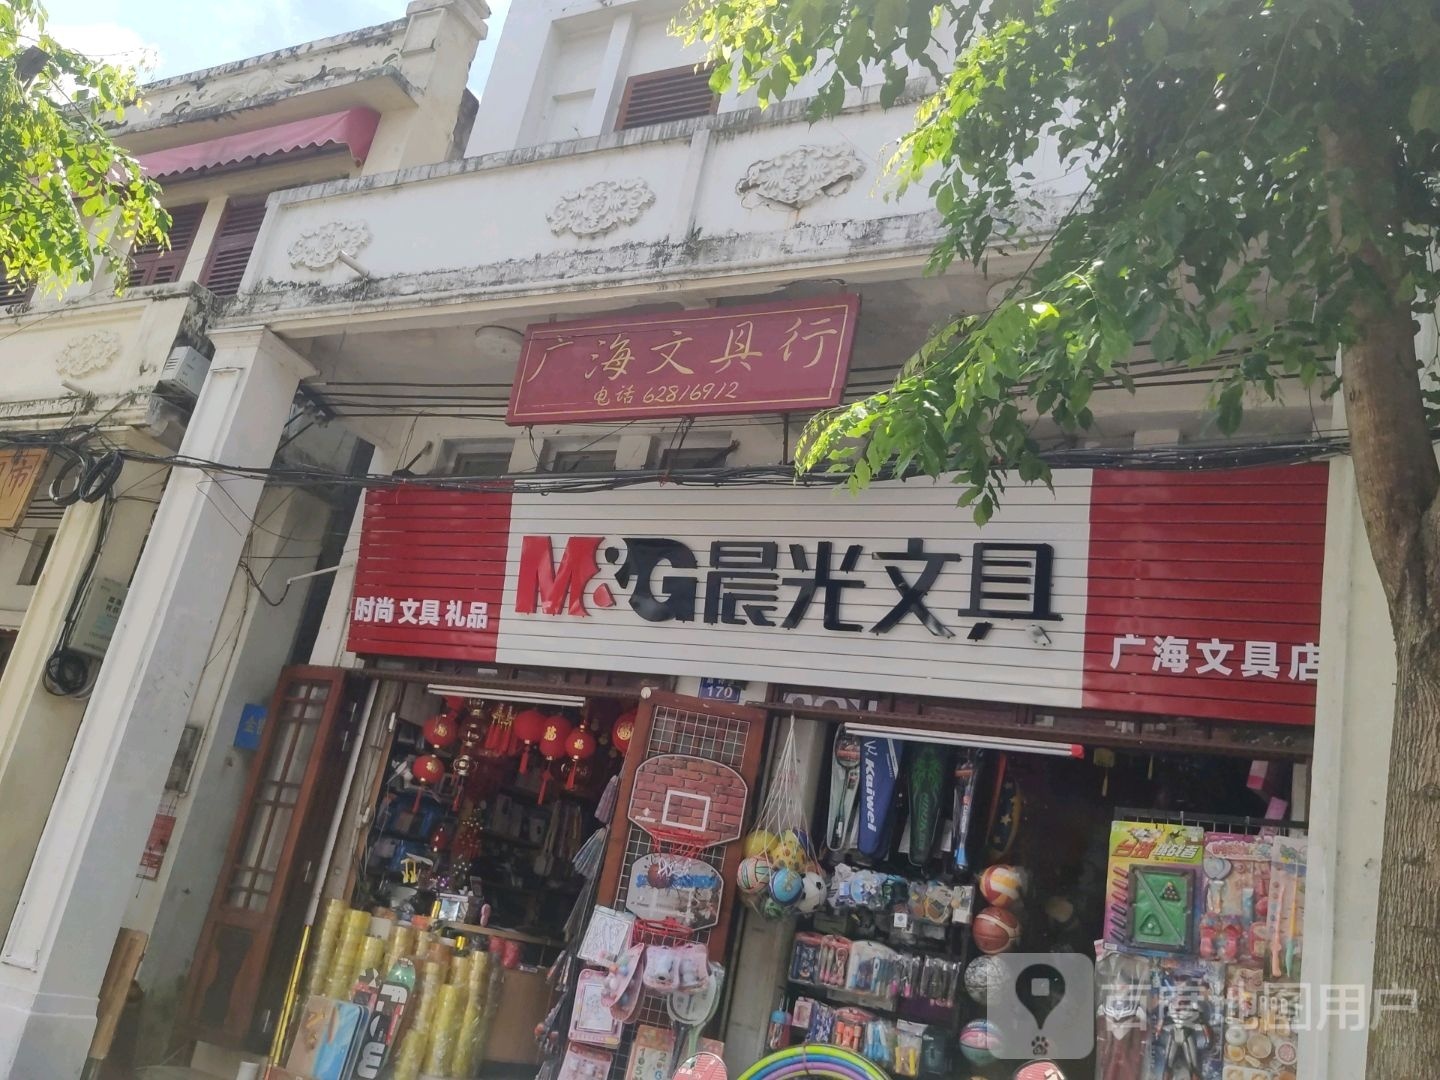 广海文具行
电话 62816912
M&G晨光文具
时尚 文具 礼品
广海文具店
170
Kaiwei
百度地图用户